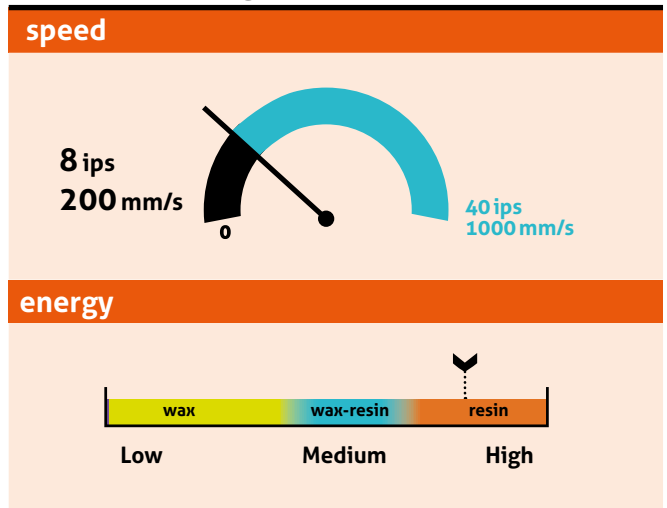 speed
8 ips
200 mm/s
0
40 ips
1000 mm/s
energy
wax wax-resin resin
Low Medium High